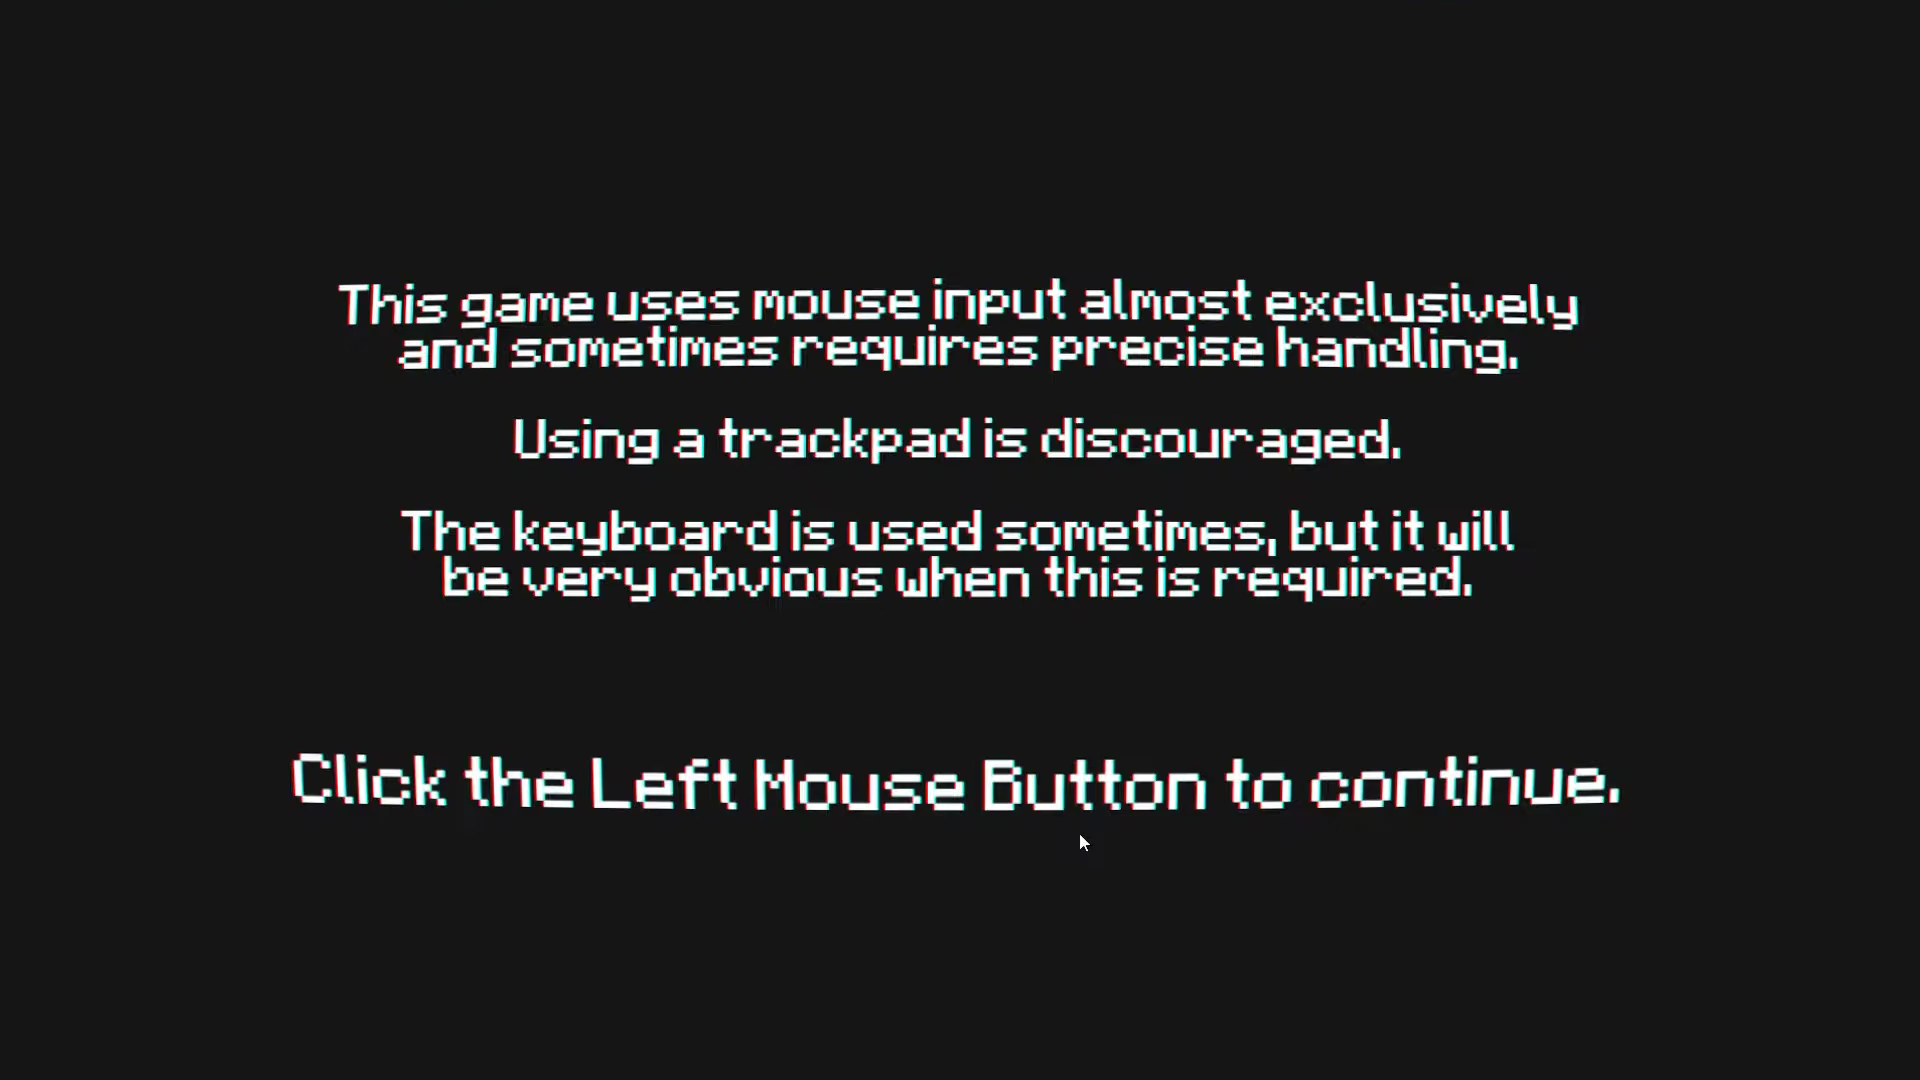 This game uses mouse input almost exclusively
and sometimes requires precise handling.
Using a trackpad is discouraged.
The keyboard is used sometimes, but it will
be very obvious when this is required.
Click the Left Mouse Button to continue.